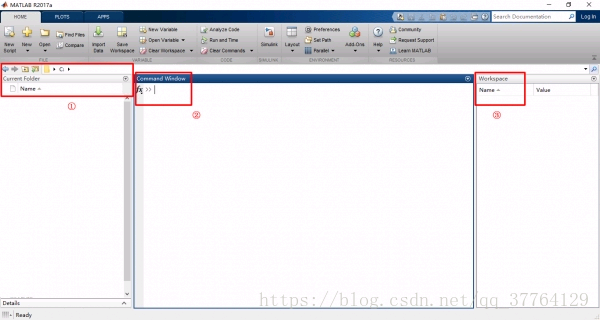 MATLAB R2017a
HOME PLOTS APPS
Search Documentation Log In
New Script New Open Find Files Compare Import Data Save Workspace New Variable Open Variable Clear Workspace Analyze Code Run and Time Clear Commands Simulink Layout Preferences Set Path Parallel Add-Ons Help Community Request Support Learn MATLAB
FILE VARIABLE CODE SIMULINK ENVIRONMENT RESOURCES
C:
Current Folder Command Window Workspace
Name fx >> Name Value
① ② ③
https://blog.csdn.net/qq_37764129
Details
Ready